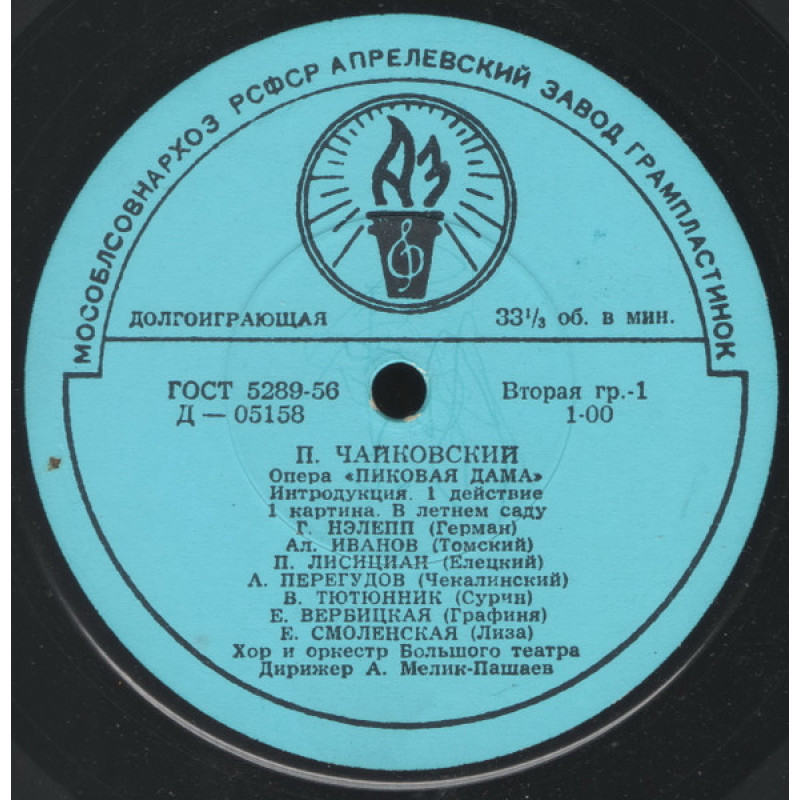 МОСОБЛСОВНАРХОЗ РСФСР АПРЕЛЕВСКИЙ ЗАВОД ГРАМПЛАСТИНОК
АЗ
ДОЛГОИГРАЮЩАЯ 33⅓ об. в мин.
ГОСТ 5289-56 Вторая гр.-1
Д — 05158 1-00
П. ЧАЙКОВСКИЙ
Опера «ПИКОВАЯ ДАМА»
Интродукция. 1 действие
1 картина. В летнем саду
Г. НЭЛЕПП (Герман)
Ал. ИВАНОВ (Томский)
П. ЛИСИЦИАН (Елецкий)
А. ПЕРЕГУДОВ (Чекалинский)
В. ТЮТЮННИК (Сурин)
Е. ВЕРБИЦКАЯ (Графиня)
Е. СМОЛЕНСКАЯ (Лиза)
Хор и оркестр Большого театра
Дирижер А. Мелик-Пашаев